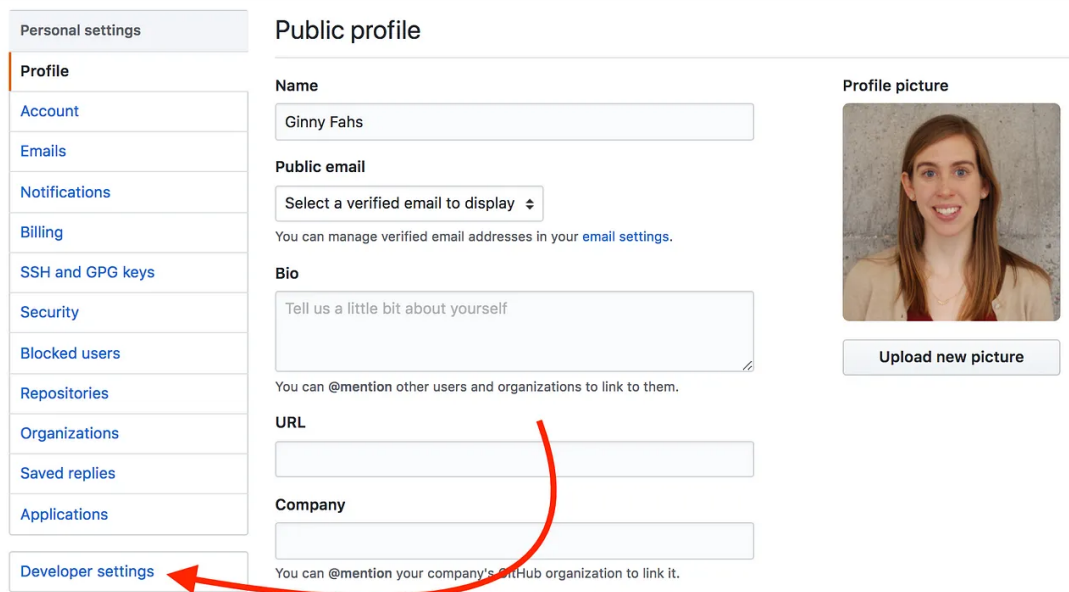 Personal settings
Profile
Account
Emails
Notifications
Billing
SSH and GPG keys
Security
Blocked users
Repositories
Organizations
Saved replies
Applications
Developer settings
Public profile
Name
Ginny Fahs
Public email
Select a verified email to display
You can manage verified email addresses in your email settings.
Bio
Tell us a little bit about yourself
You can @mention other users and organizations to link to them.
URL
Company
You can @mention your company's GitHub organization to link it.
Profile picture
Upload new picture